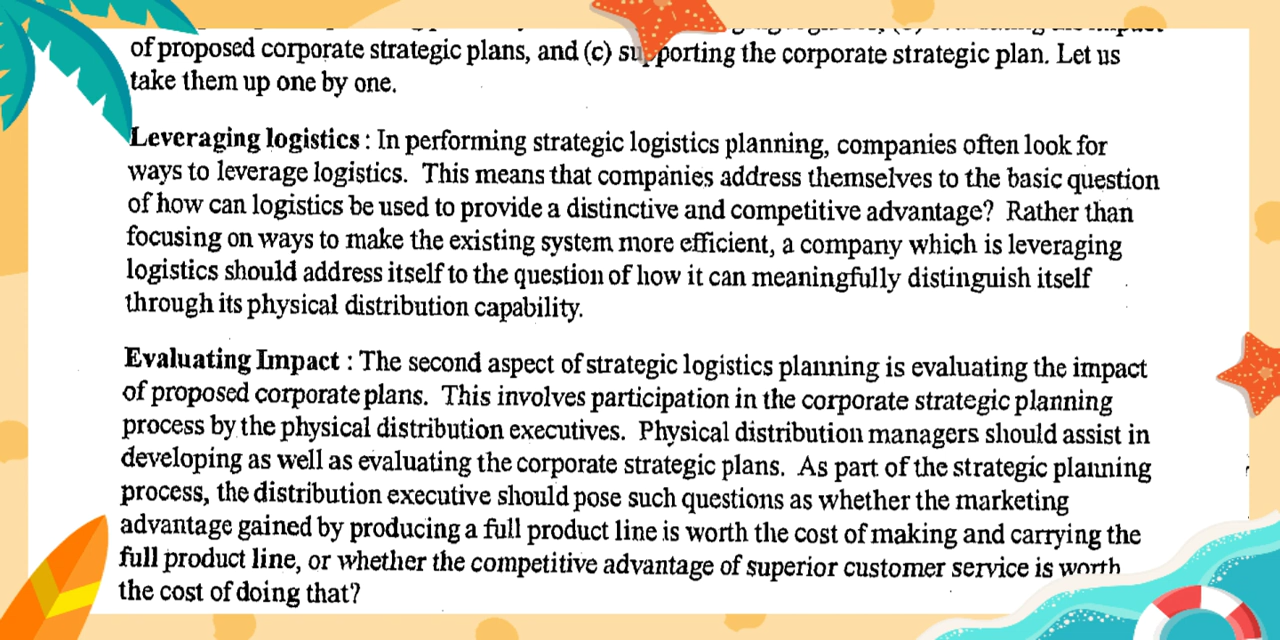 of proposed corporate strategic plans, and (c) supporting the corporate strategic plan. Let us
take them up one by one.
Leveraging logistics : In performing strategic logistics planning, companies often look for
ways to leverage logistics. This means that companies address themselves to the basic question
of how can logistics be used to provide a distinctive and competitive advantage? Rather than
focusing on ways to make the existing system more efficient, a company which is leveraging
logistics should address itself to the question of how it can meaningfully distinguish itself
through its physical distribution capability.
Evaluating Impact : The second aspect of strategic logistics planning is evaluating the impact
of proposed corporate plans. This involves participation in the corporate strategic planning
process by the physical distribution executives. Physical distribution managers should assist in
developing as well as evaluating the corporate strategic plans. As part of the strategic planning
process, the distribution executive should pose such questions as whether the marketing
advantage gained by producing a full product line is worth the cost of making and carrying the
full product line, or whether the competitive advantage of superior customer service is worth
the cost of doing that?